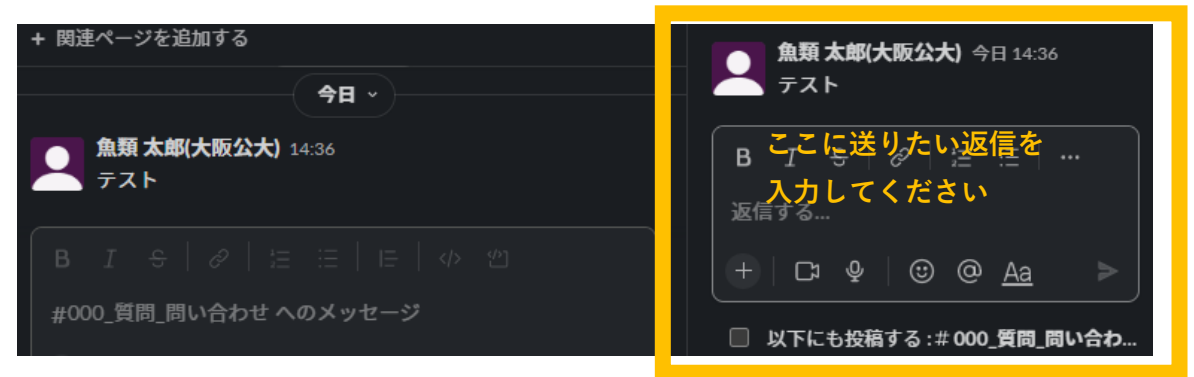 + 関連ページを追加する
今日
魚類 太郎(大阪公大) 14:36
テスト
B I S
#000_質問_問い合わせ へのメッセージ
魚類 太郎(大阪公大) 今日 14:36
テスト
ここに送りたい返信を
B I S ...
入力してください
返信する...
+ @ Aa
以下にも投稿する :# 000_質問_問い合わ...